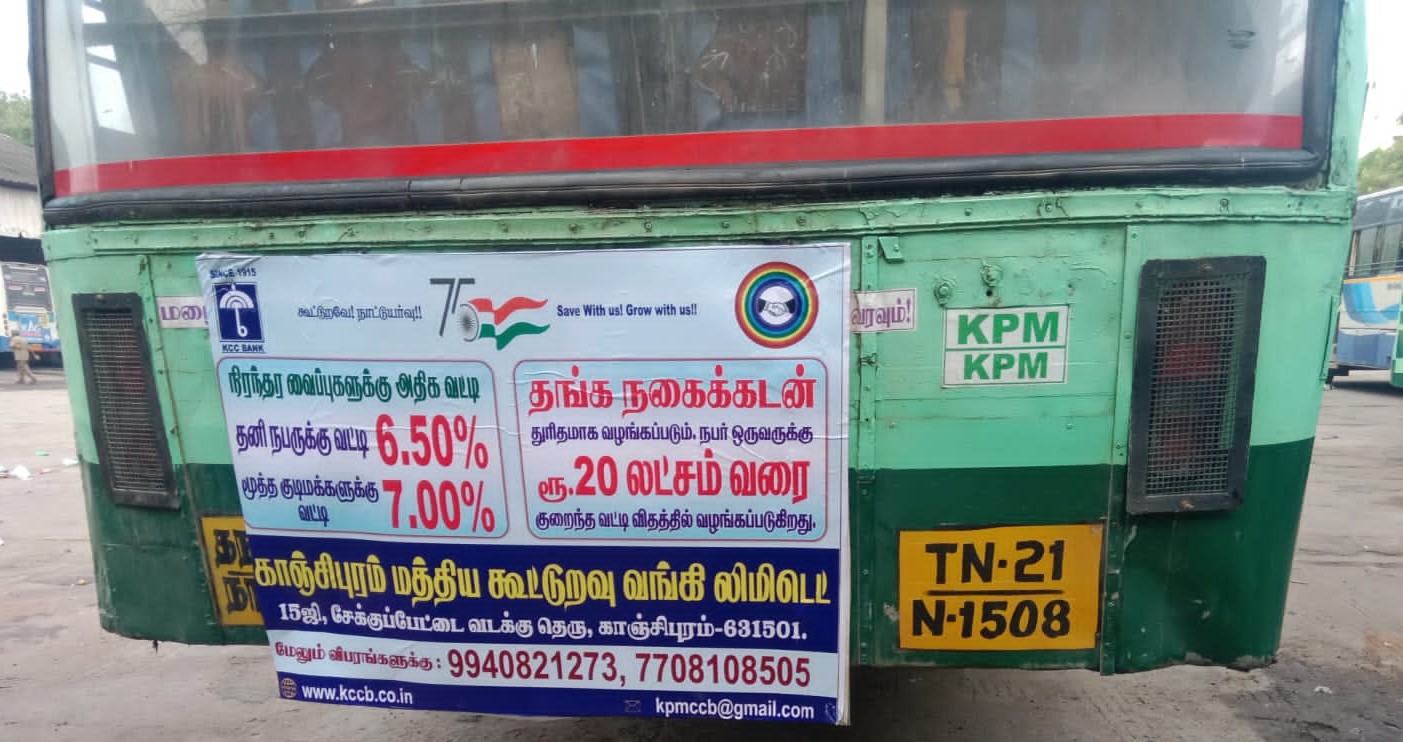 SINCE 1915
KCC BANK
கூட்டுறவே! நாட்டுயர்வு!!
75
Save With us! Grow with us!!
நிரந்தர வைப்புகளுக்கு அதிக வட்டி
தனி நபருக்கு வட்டி 6.50%
மூத்த குடிமக்களுக்கு
வட்டி 7.00%
தங்க நகைக்கடன்
துரிதமாக வழங்கப்படும். நபர் ஒருவருக்கு
ரூ.20 லட்சம் வரை
குறைந்த வட்டி விதத்தில் வழங்கப்படுகிறது.
காஞ்சிபுரம் மத்திய கூட்டுறவு வங்கி லிமிடெட்
15ஜி, சேக்குப்பேட்டை வடக்கு தெரு, காஞ்சிபுரம்-631501.
மேலும் விபரங்களுக்கு : 9940821273, 7708108505
www.kccb.co.in
kpmccb@gmail.com
வரவும்!
KPM
KPM
TN-21
N-1508